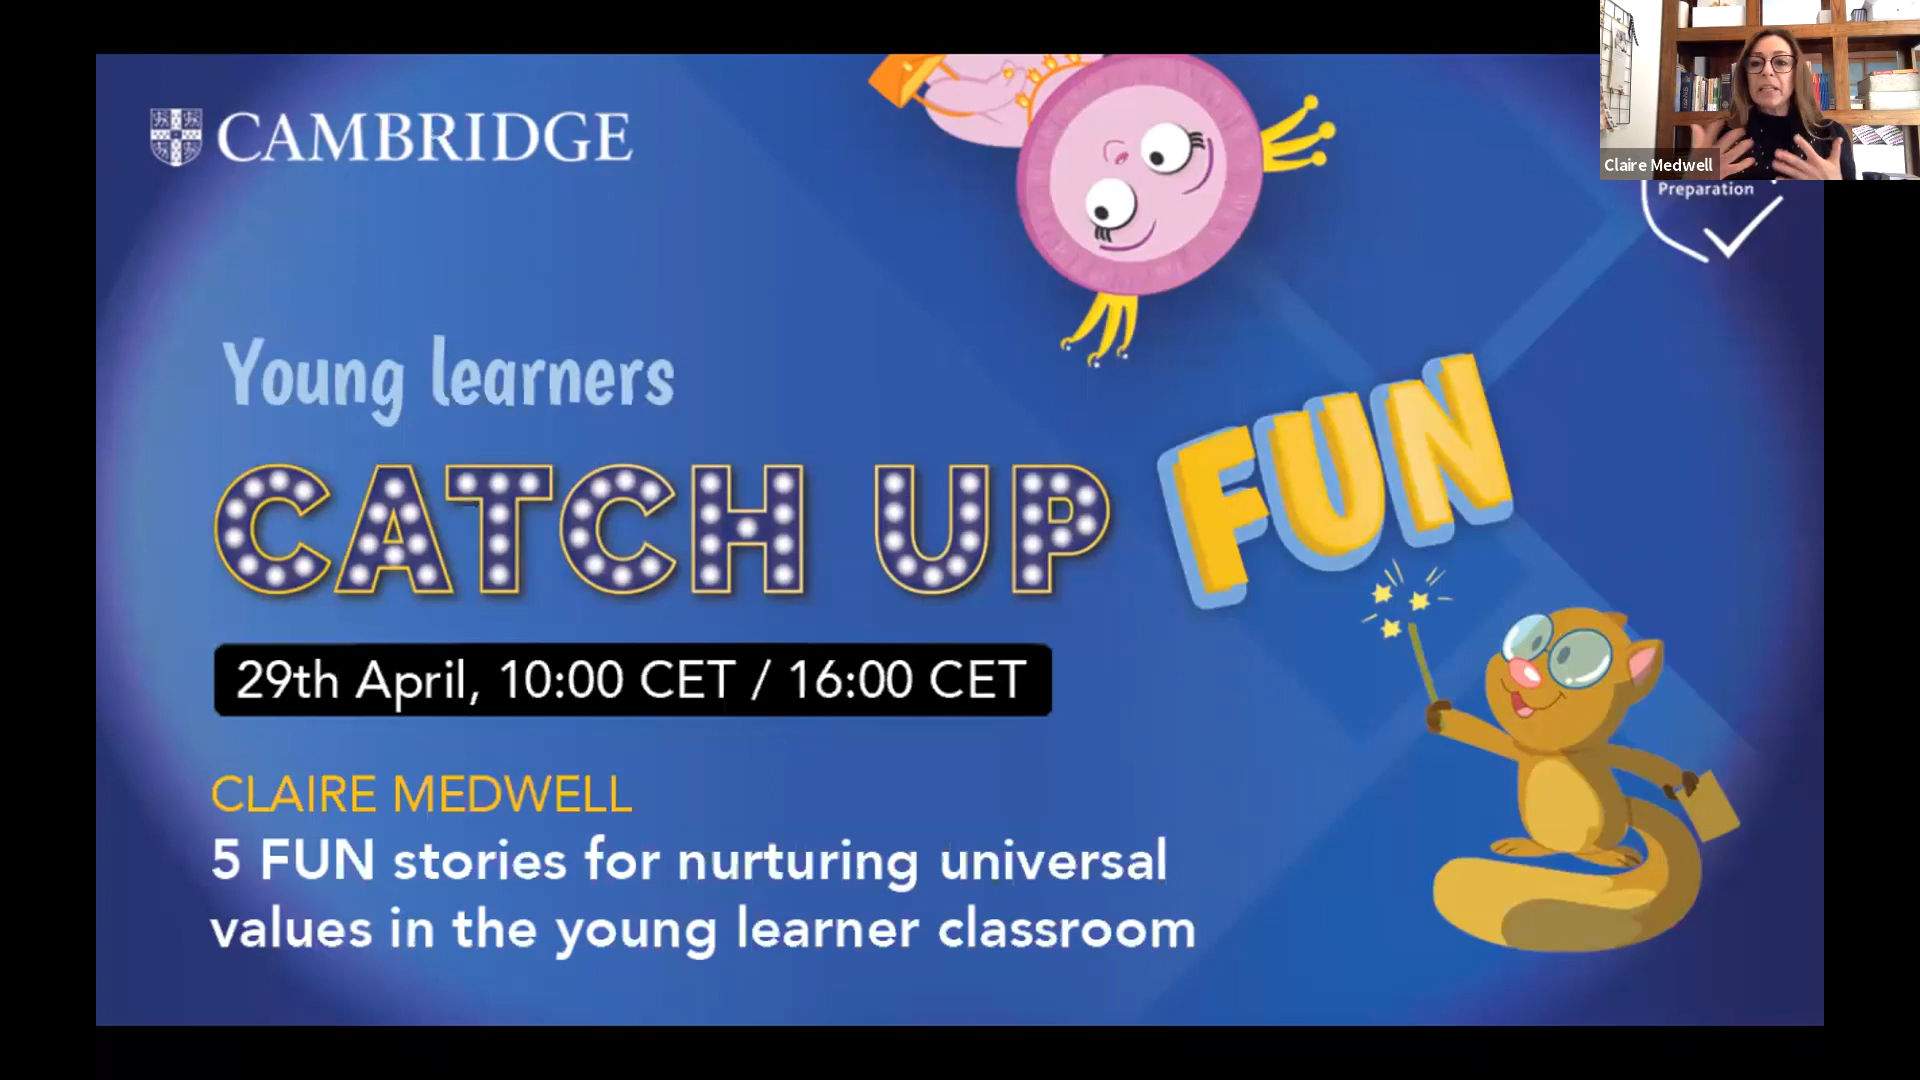 CAMBRIDGE
Claire Medwell
Preparation
Young learners
CATCH UP FUN
29th April, 10:00 CET / 16:00 CET
CLAIRE MEDWELL
5 FUN stories for nurturing universal
values in the young learner classroom